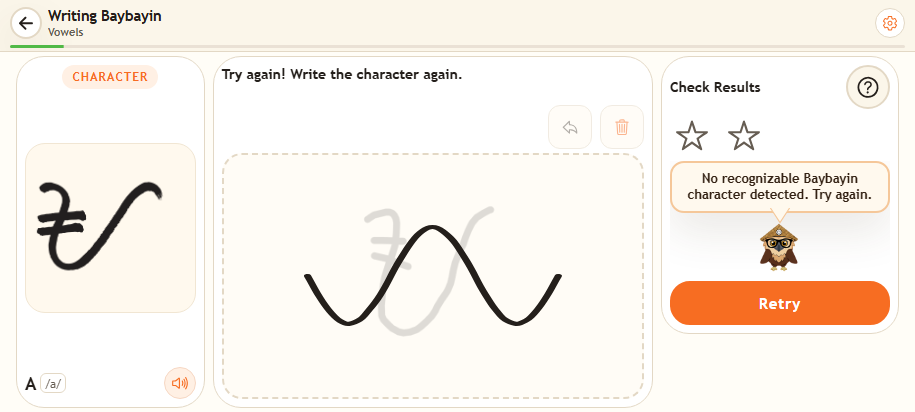 Writing Baybayin
Vowels
CHARACTER
ᜀ
A /a/
Try again! Write the character again.
Check Results
No recognizable Baybayin
character detected. Try again.
Retry